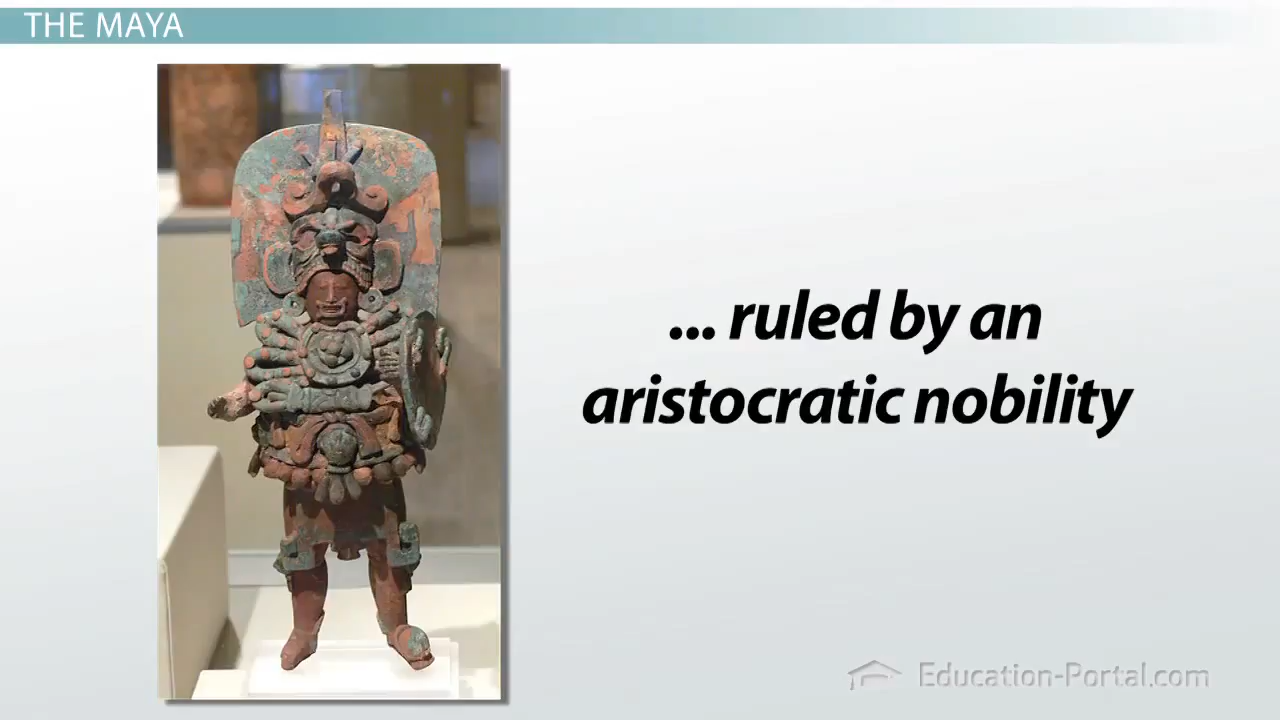 THE MAYA
... ruled by an
aristocratic nobility
Education-Portal.com